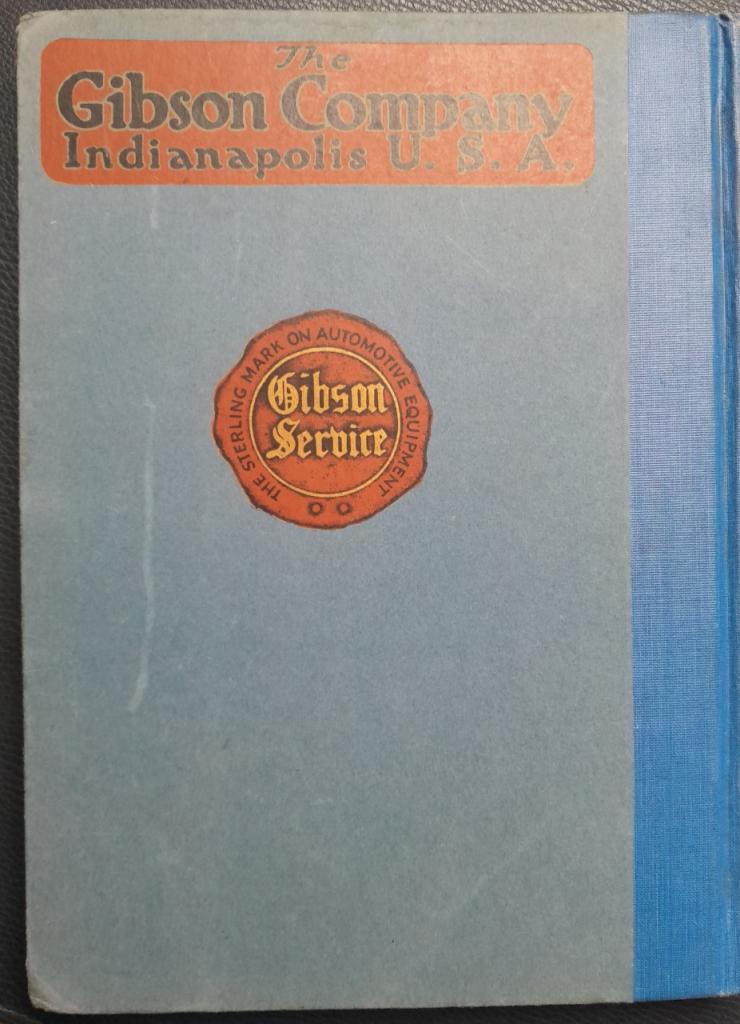 The
Gibson Company
Indianapolis U. S. A.
THE STERLING MARK ON AUTOMOTIVE EQUIPMENT
Gibson
Service